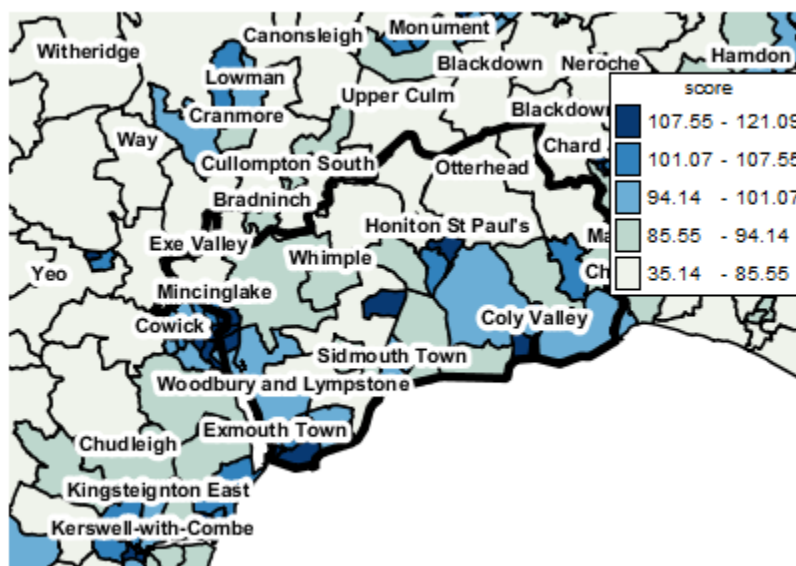 Canonsleigh
Monument
Witheridge
Hamdon
Blackdown
Neroche
Lowman
Upper Culm
Cranmore
Blackdown
Way
Chard
Cullompton South
Otterhead
Bradninch
Honiton St Paul's
Exe Valley
Whimple
Yeo
Mincinglake
Cowick
Coly Valley
Sidmouth Town
Woodbury and Lympstone
Exmouth Town
Chudleigh
Kingsteignton East
Kerswell-with-Combe
score
107.55 - 121.09
101.07 - 107.55
94.14 - 101.07
85.55 - 94.14
35.14 - 85.55